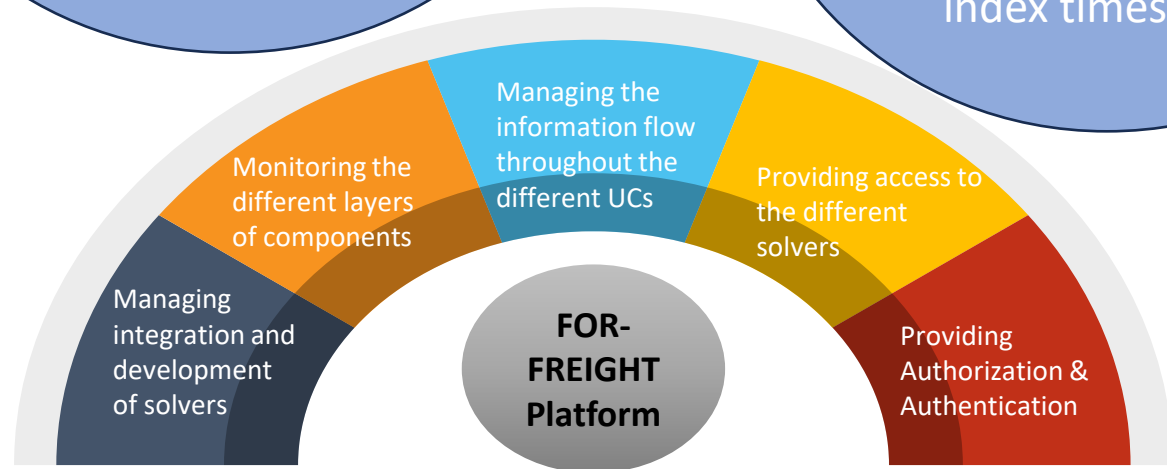 index times
Managing
integration and
development
of solvers
Monitoring the
different layers
of components
Managing the
information flow
throughout the
different UCs
Providing access to
the different
solvers
Providing
Authorization &
Authentication
FOR-
FREIGHT
Platform